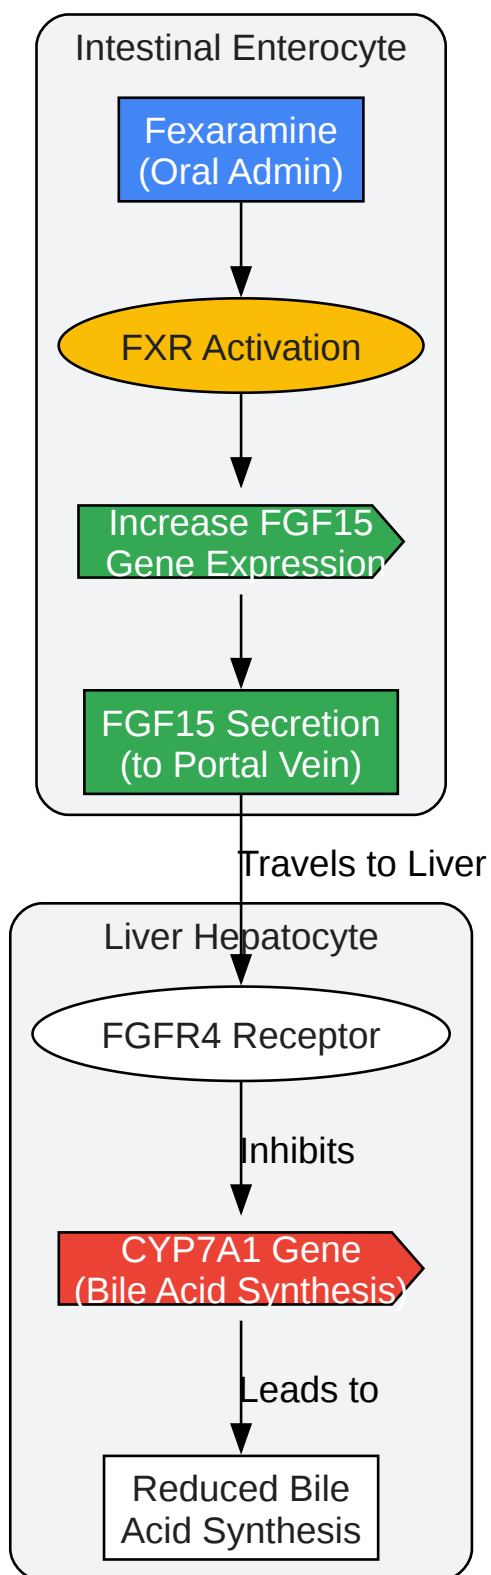 Intestinal Enterocyte
Fexaramine
(Oral Admin)
FXR Activation
Increase FGF15
Gene Expression
FGF15 Secretion
(to Portal Vein)
Travels to Liver
Liver Hepatocyte
FGFR4 Receptor
Inhibits
CYP7A1 Gene
(Bile Acid Synthesis)
Leads to
Reduced Bile
Acid Synthesis